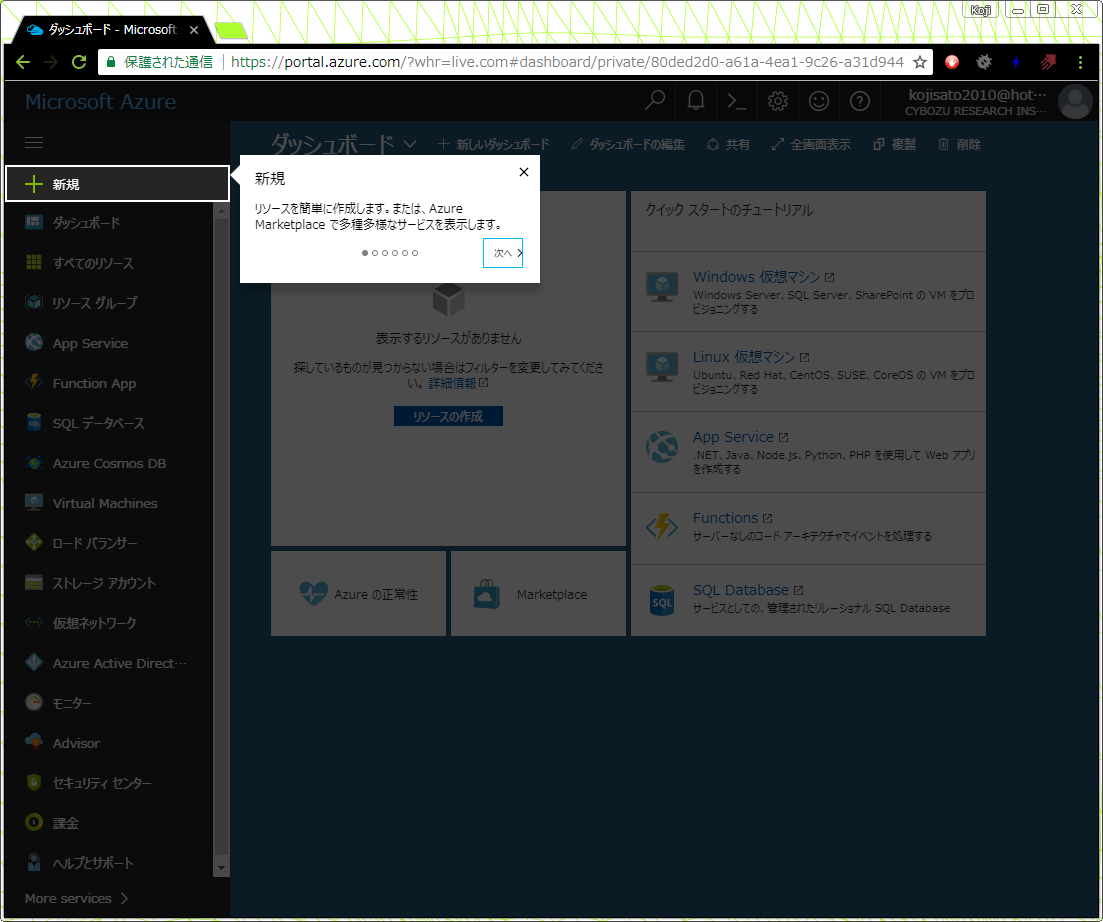 Koji
ダッシュボード - Microsoft
保護された通信
https://portal.azure.com/?whr=live.com#dashboard/private/80ded2d0-a61a-4ea1-9c26-a31d944
Microsoft Azure
kojisato2010@hot…
CYBOZU RESEARCH INS…
ダッシュボード
新しいダッシュボード
ダッシュボードの編集
共有
全画面表示
複製
削除
新規
ダッシュボード
すべてのリソース
リソース グループ
App Service
Function App
SQL データベース
Azure Cosmos DB
Virtual Machines
ロード バランサー
ストレージ アカウント
仮想ネットワーク
Azure Active Direct…
モニター
Advisor
セキュリティ センター
課金
ヘルプとサポート
More services
新規
リソースを簡単に作成します。または、Azure
Marketplace で多種多様なサービスを表示します。
次へ
表示するリソースがありません
探しているものが見つからない場合はフィルターを変更してみてくださ
い。詳細情報
リソースの作成
Azure の正常性
Marketplace
クイック スタートのチュートリアル
Windows 仮想マシン
Windows Server、SQL Server、SharePoint の VM をプロ
ビジョニングする
Linux 仮想マシン
Ubuntu、Red Hat、CentOS、SUSE、CoreOS の VM をプロ
ビジョニングする
App Service
.NET、Java、Node.js、Python、PHP を使用して Web アプリ
を作成する
Functions
サーバーなしのコード アーキテクチャでイベントを処理する
SQL
SQL Database
サービスとしての、管理されたリレーショナル SQL Database